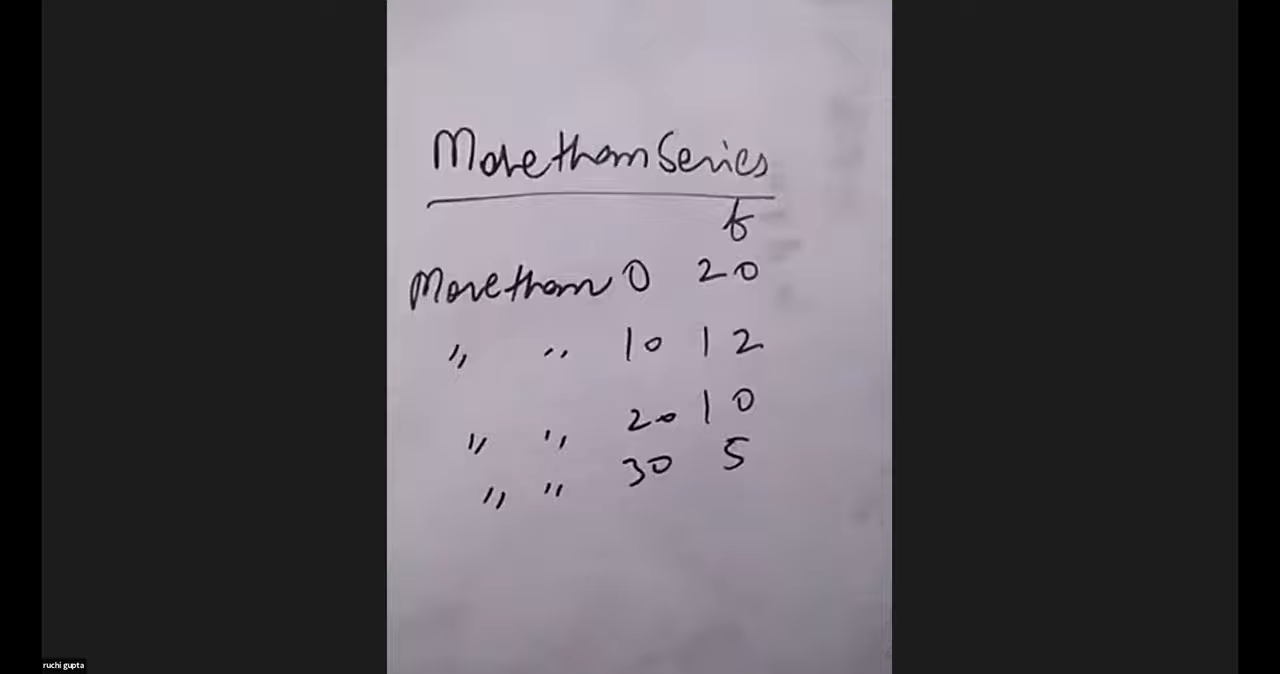 More than Series
f
More than 0 20
" " 10 12
" " 20 10
" " 30 5
ruchi gupta